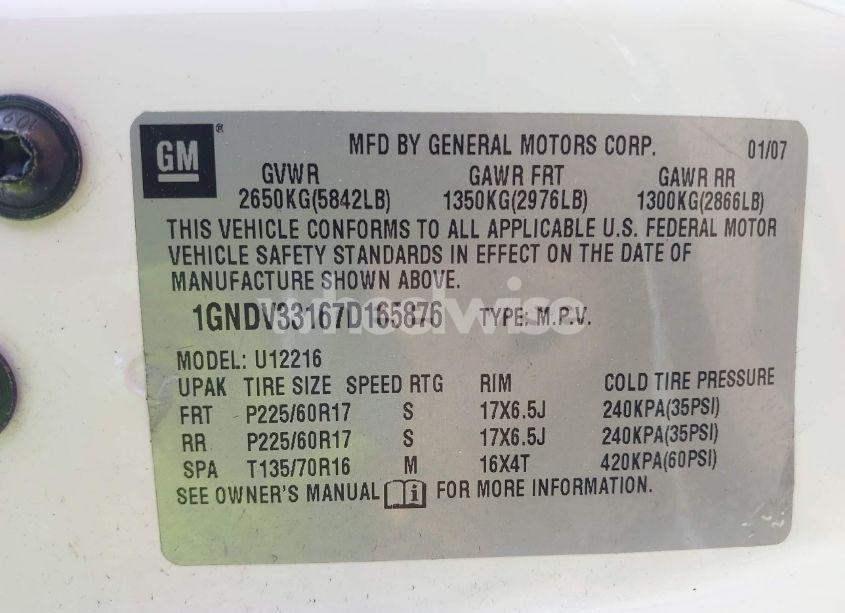 GM ® MFD BY GENERAL MOTORS CORP. 01/07
GVWR GAWR FRT GAWR RR
2650KG(5842LB) 1350KG(2976LB) 1300KG(2866LB)
THIS VEHICLE CONFORMS TO ALL APPLICABLE U.S. FEDERAL MOTOR
VEHICLE SAFETY STANDARDS IN EFFECT ON THE DATE OF
MANUFACTURE SHOWN ABOVE.
wheelwise
1GNDV33167D165876 TYPE: M.P.V.
MODEL: U12216
UPAK TIRE SIZE SPEED RTG RIM COLD TIRE PRESSURE
FRT P225/60R17 S 17X6.5J 240KPA(35PSI)
RR P225/60R17 S 17X6.5J 240KPA(35PSI)
SPA T135/70R16 M 16X4T 420KPA(60PSI)
SEE OWNER'S MANUAL i FOR MORE INFORMATION.